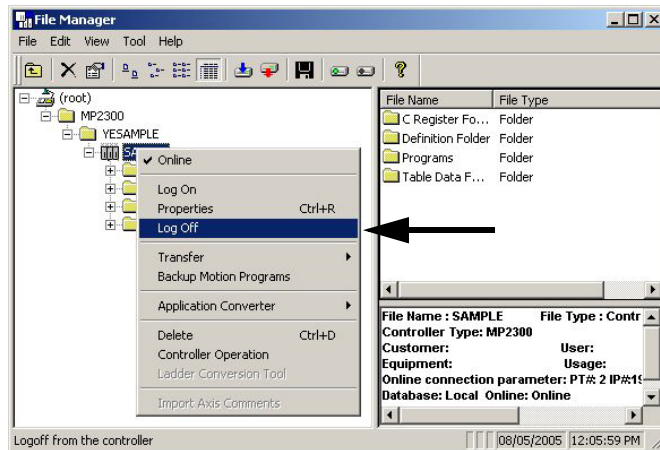 File Manager
File Edit View Tool Help
(root)
MP2300
YESAMPLE
Online
Log On
Properties Ctrl+R
Log Off
Transfer
Backup Motion Programs
Application Converter
Delete Ctrl+D
Controller Operation
Ladder Conversion Tool
Import Axis Comments
File Name File Type
C Register Fo... Folder
Definition Folder Folder
Programs Folder
Table Data F... Folder
File Name : SAMPLE File Type : Contr
Controller Type: MP2300
Customer: User:
Equipment: Usage:
Online connection parameter: PT#: 2 IP#:19
Database: Local Online: Online
Logoff from the controller
08/05/2005 12:05:59 PM